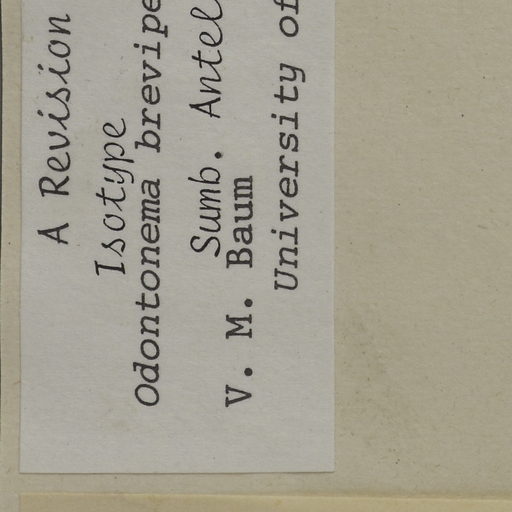 A Revision
Isotype
Odontonema brevipe
Sumb. Antel
V. M. Baum
University of